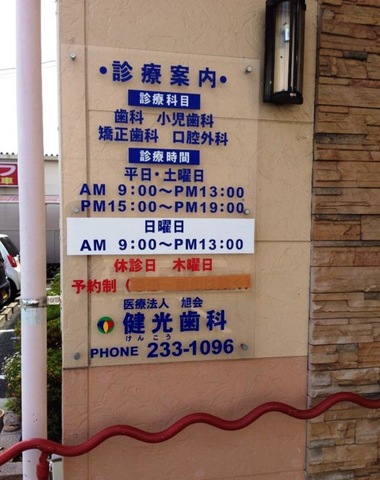 ・診療案内・
診療科目
歯科 小児歯科
矯正歯科 口腔外科
診療時間
平日・土曜日
AM 9:00～PM13:00
PM15:00～PM19:00
日曜日
AM 9:00～PM13:00
休診日 木曜日
予約制（
医療法人 旭会
健光歯科
けんこう
PHONE 233-1096